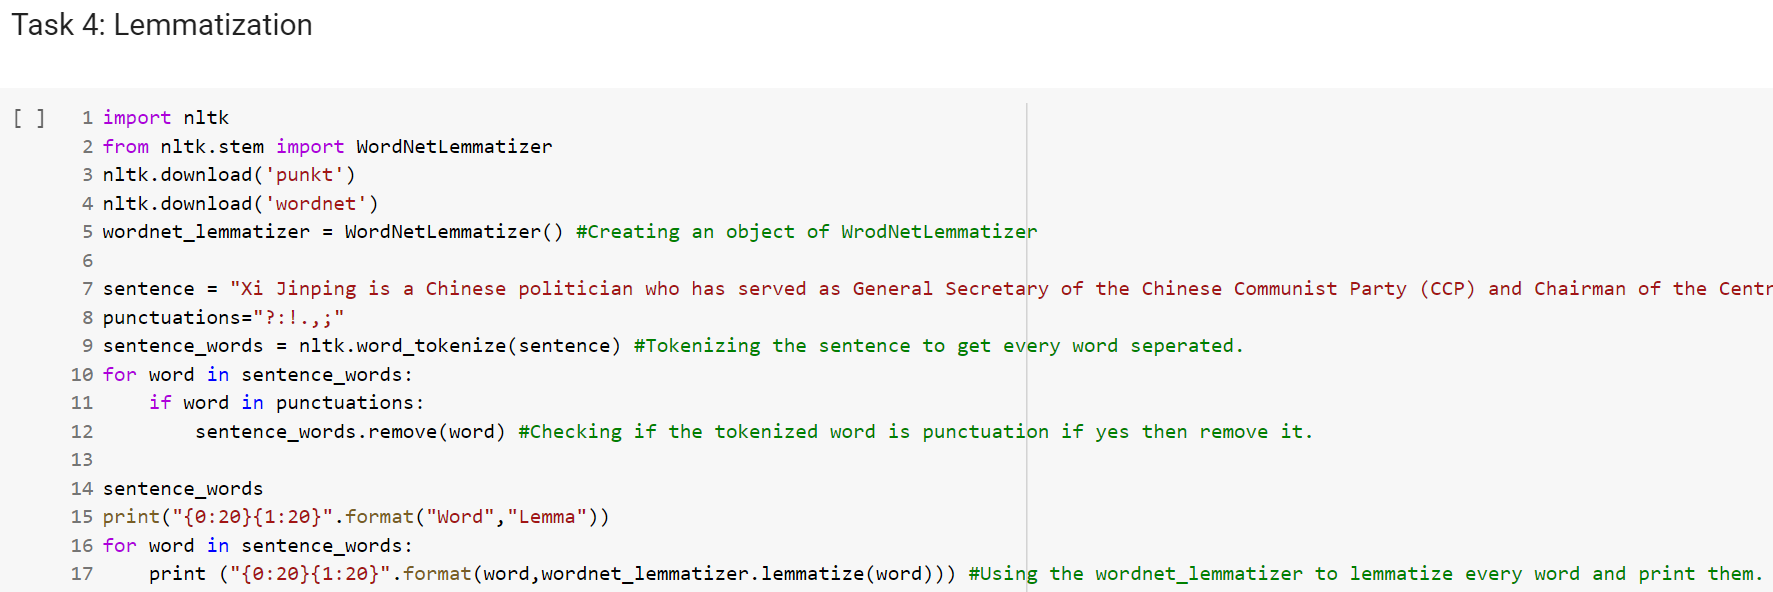 Task 4: Lemmatization
[ ] 1 import nltk
2 from nltk.stem import WordNetLemmatizer
3 nltk.download('punkt')
4 nltk.download('wordnet')
5 wordnet_lemmatizer = WordNetLemmatizer() #Creating an object of WrodNetLemmatizer
6
7 sentence = "Xi Jinping is a Chinese politician who has served as General Secretary of the Chinese Communist Party (CCP) and Chairman of the Centr
8 punctuations="?:!.,;"
9 sentence_words = nltk.word_tokenize(sentence) #Tokenizing the sentence to get every word seperated.
10 for word in sentence_words:
11     if word in punctuations:
12         sentence_words.remove(word) #Checking if the tokenized word is punctuation if yes then remove it.
13
14 sentence_words
15 print("{0:20}{1:20}".format("Word","Lemma"))
16 for word in sentence_words:
17     print ("{0:20}{1:20}".format(word,wordnet_lemmatizer.lemmatize(word))) #Using the wordnet_lemmatizer to lemmatize every word and print them.